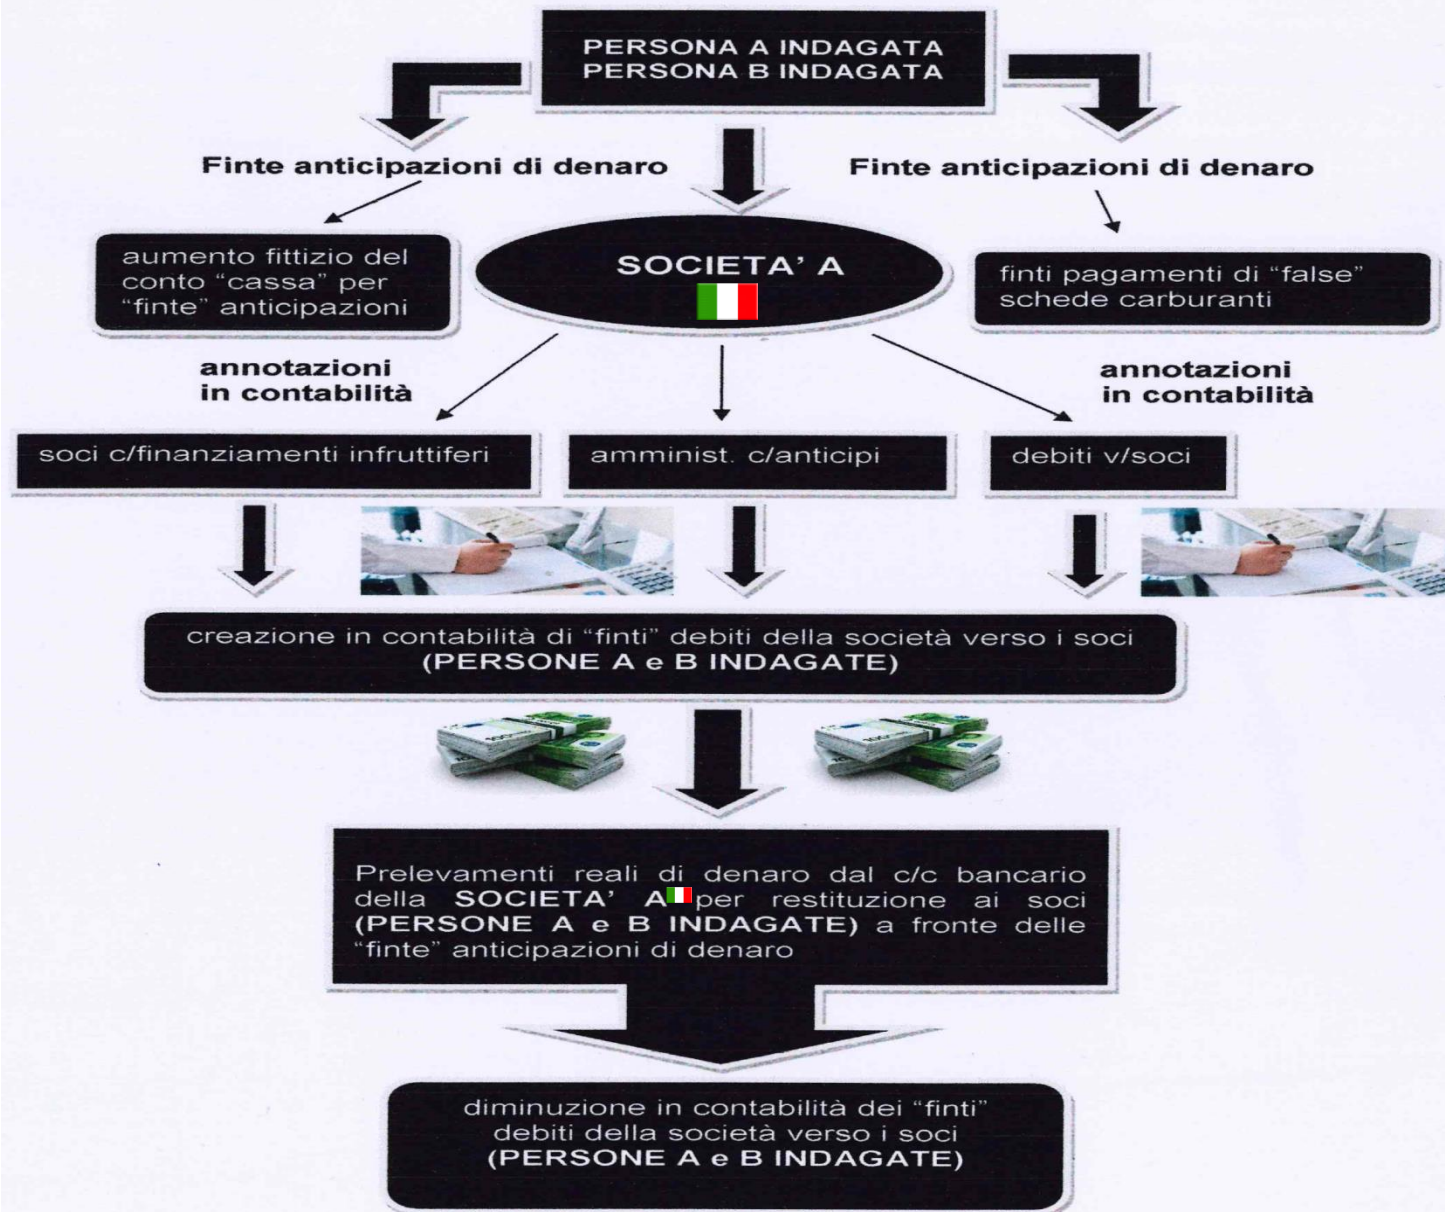 PERSONA A INDAGATA
PERSONA B INDAGATA
Finte anticipazioni di denaro
Finte anticipazioni di denaro
aumento fittizio del
conto “cassa” per
“finte” anticipazioni
SOCIETA’ A
finti pagamenti di “false”
schede carburanti
annotazioni
in contabilità
annotazioni
in contabilità
soci c/finanziamenti infruttiferi
amminist. c/anticipi
debiti v/soci
creazione in contabilità di “finti” debiti della società verso i soci
(PERSONE A e B INDAGATE)
100
Prelevamenti reali di denaro dal c/c bancario
della SOCIETA’ A per restituzione ai soci
(PERSONE A e B INDAGATE) a fronte delle
“finte” anticipazioni di denaro
diminuzione in contabilità dei “finti”
debiti della società verso i soci
(PERSONE A e B INDAGATE)